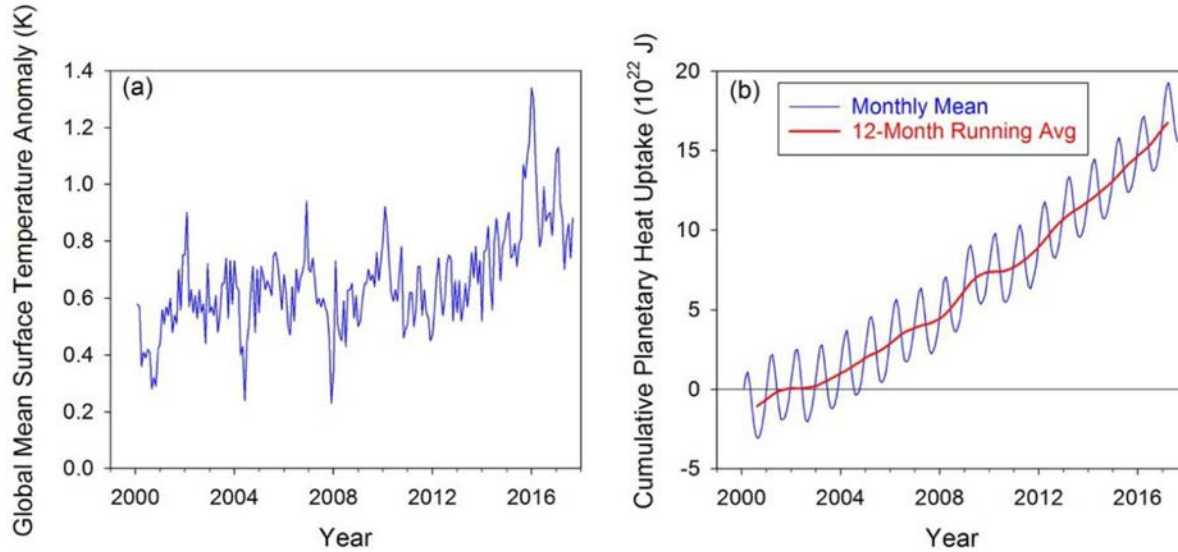 Global Mean Surface Temperature Anomaly (K)
(a)
1.4
1.2
1.0
0.8
0.6
0.4
0.2
0.0
2000 2004 2008 2012 2016
Year
Cumulative Planetary Heat Uptake (10²² J)
(b)
Monthly Mean
12-Month Running Avg
20
15
10
5
0
-5
2000 2004 2008 2012 2016
Year